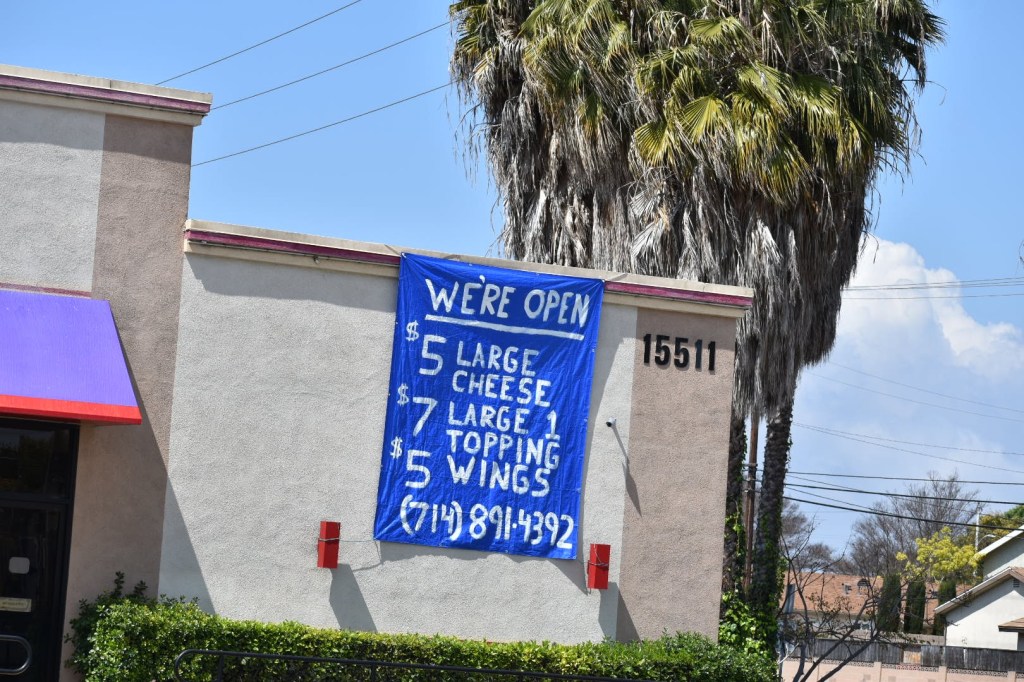 WE'RE OPEN
$5 LARGE
CHEESE
$7 LARGE 1
TOPPING
$5 WINGS
(714) 891-4392
15511